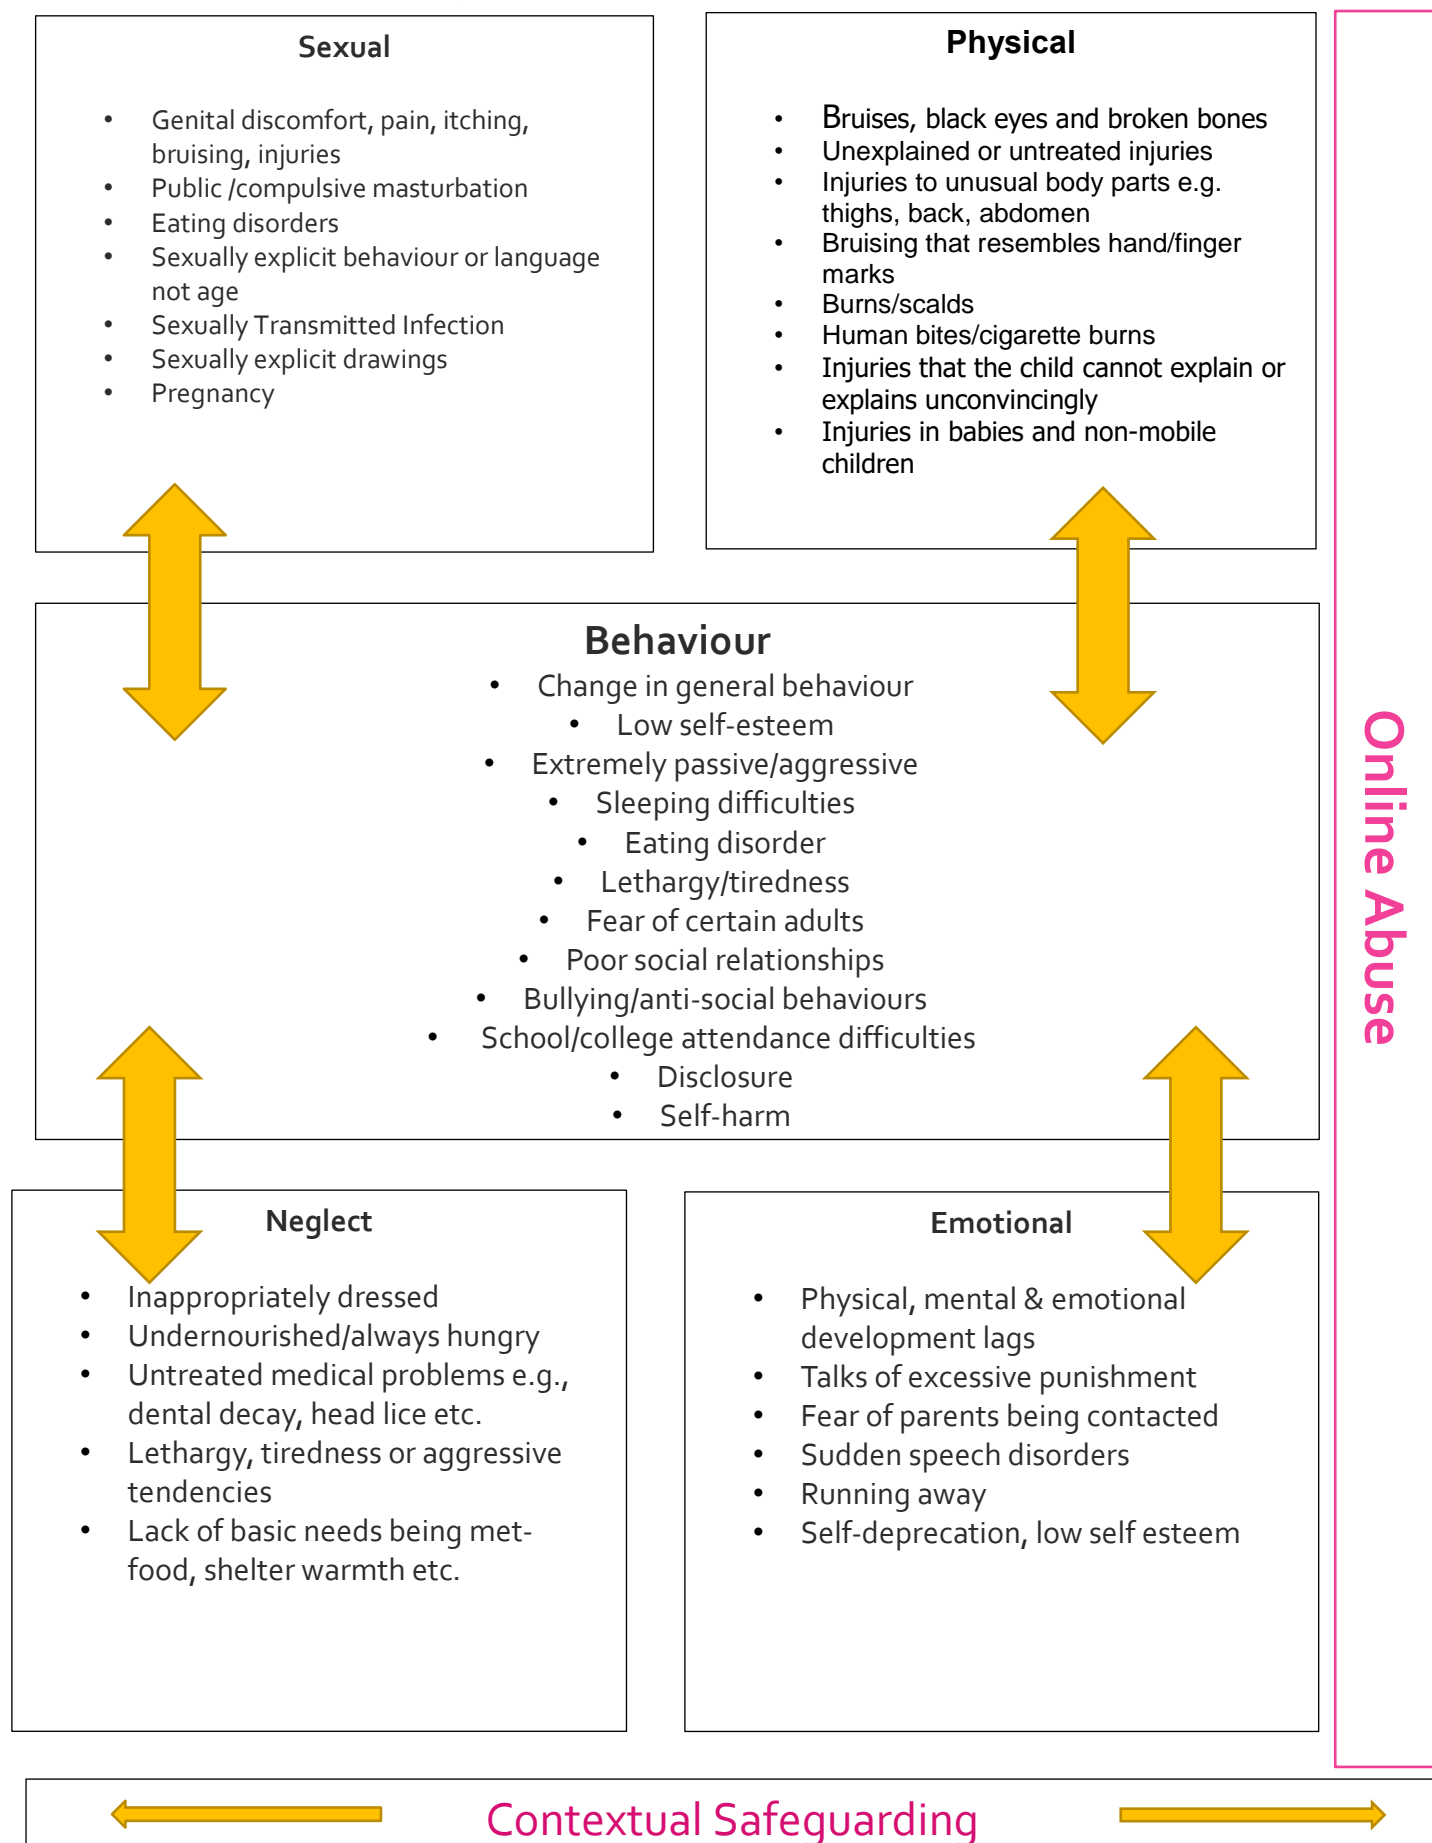 Sexual
• Genital discomfort, pain, itching,
bruising, injuries
• Public /compulsive masturbation
• Eating disorders
• Sexually explicit behaviour or language
not age
• Sexually Transmitted Infection
• Sexually explicit drawings
• Pregnancy
Physical
• Bruises, black eyes and broken bones
• Unexplained or untreated injuries
• Injuries to unusual body parts e.g.
thighs, back, abdomen
• Bruising that resembles hand/finger
marks
• Burns/scalds
• Human bites/cigarette burns
• Injuries that the child cannot explain or
explains unconvincingly
• Injuries in babies and non-mobile
children
Behaviour
• Change in general behaviour
• Low self-esteem
• Extremely passive/aggressive
• Sleeping difficulties
• Eating disorder
• Lethargy/tiredness
• Fear of certain adults
• Poor social relationships
• Bullying/anti-social behaviours
• School/college attendance difficulties
• Disclosure
• Self-harm
Neglect
• Inappropriately dressed
• Undernourished/always hungry
• Untreated medical problems e.g.,
dental decay, head lice etc.
• Lethargy, tiredness or aggressive
tendencies
• Lack of basic needs being met-
food, shelter warmth etc.
Emotional
• Physical, mental & emotional
development lags
• Talks of excessive punishment
• Fear of parents being contacted
• Sudden speech disorders
• Running away
• Self-deprecation, low self esteem
Online Abuse
Contextual Safeguarding